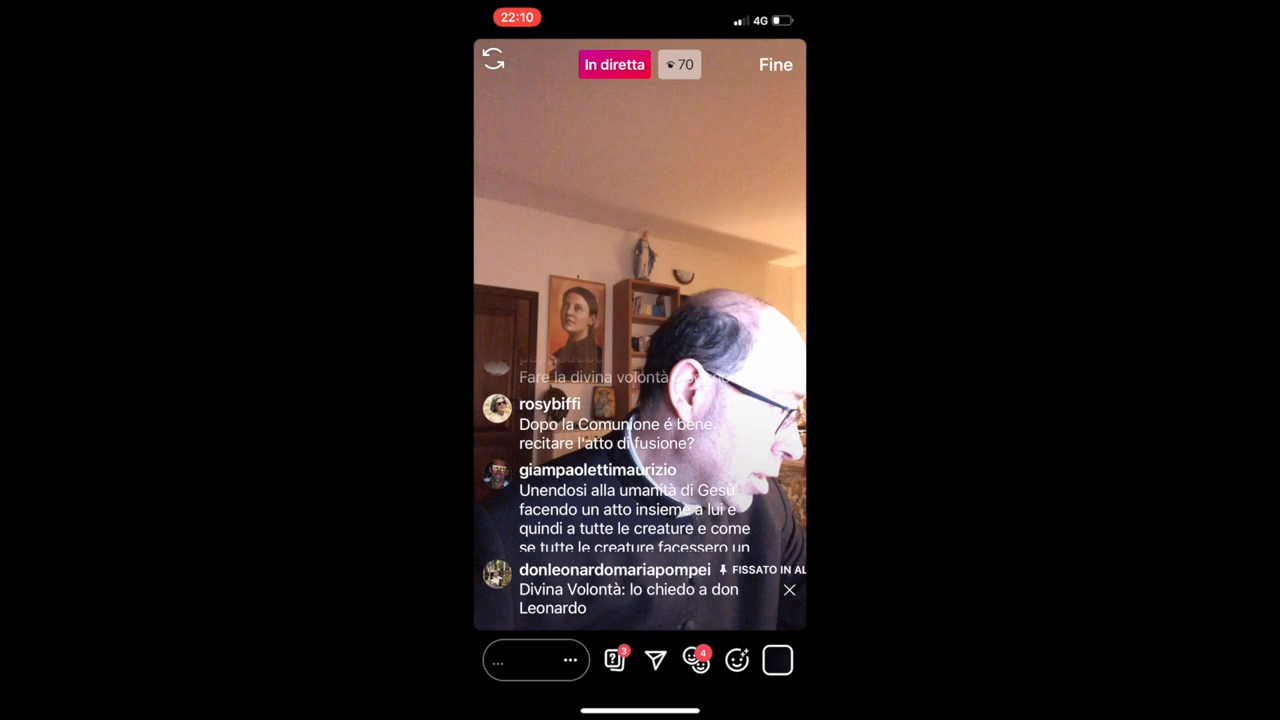 22:10
4G
In diretta
70
Fine
Fare la divina volontà
rosybiffi
Dopo la Comunione é bene
recitare l'atto di fusione?
giampaolettimaurizio
Unendosi alla umanità di Gesù
facendo un atto insieme a lui e
quindi a tutte le creature e come
se tutte le creature facessero un
donleonardomariapompei FISSATO IN AL
Divina Volontà: lo chiedo a don
Leonardo
...
3
4